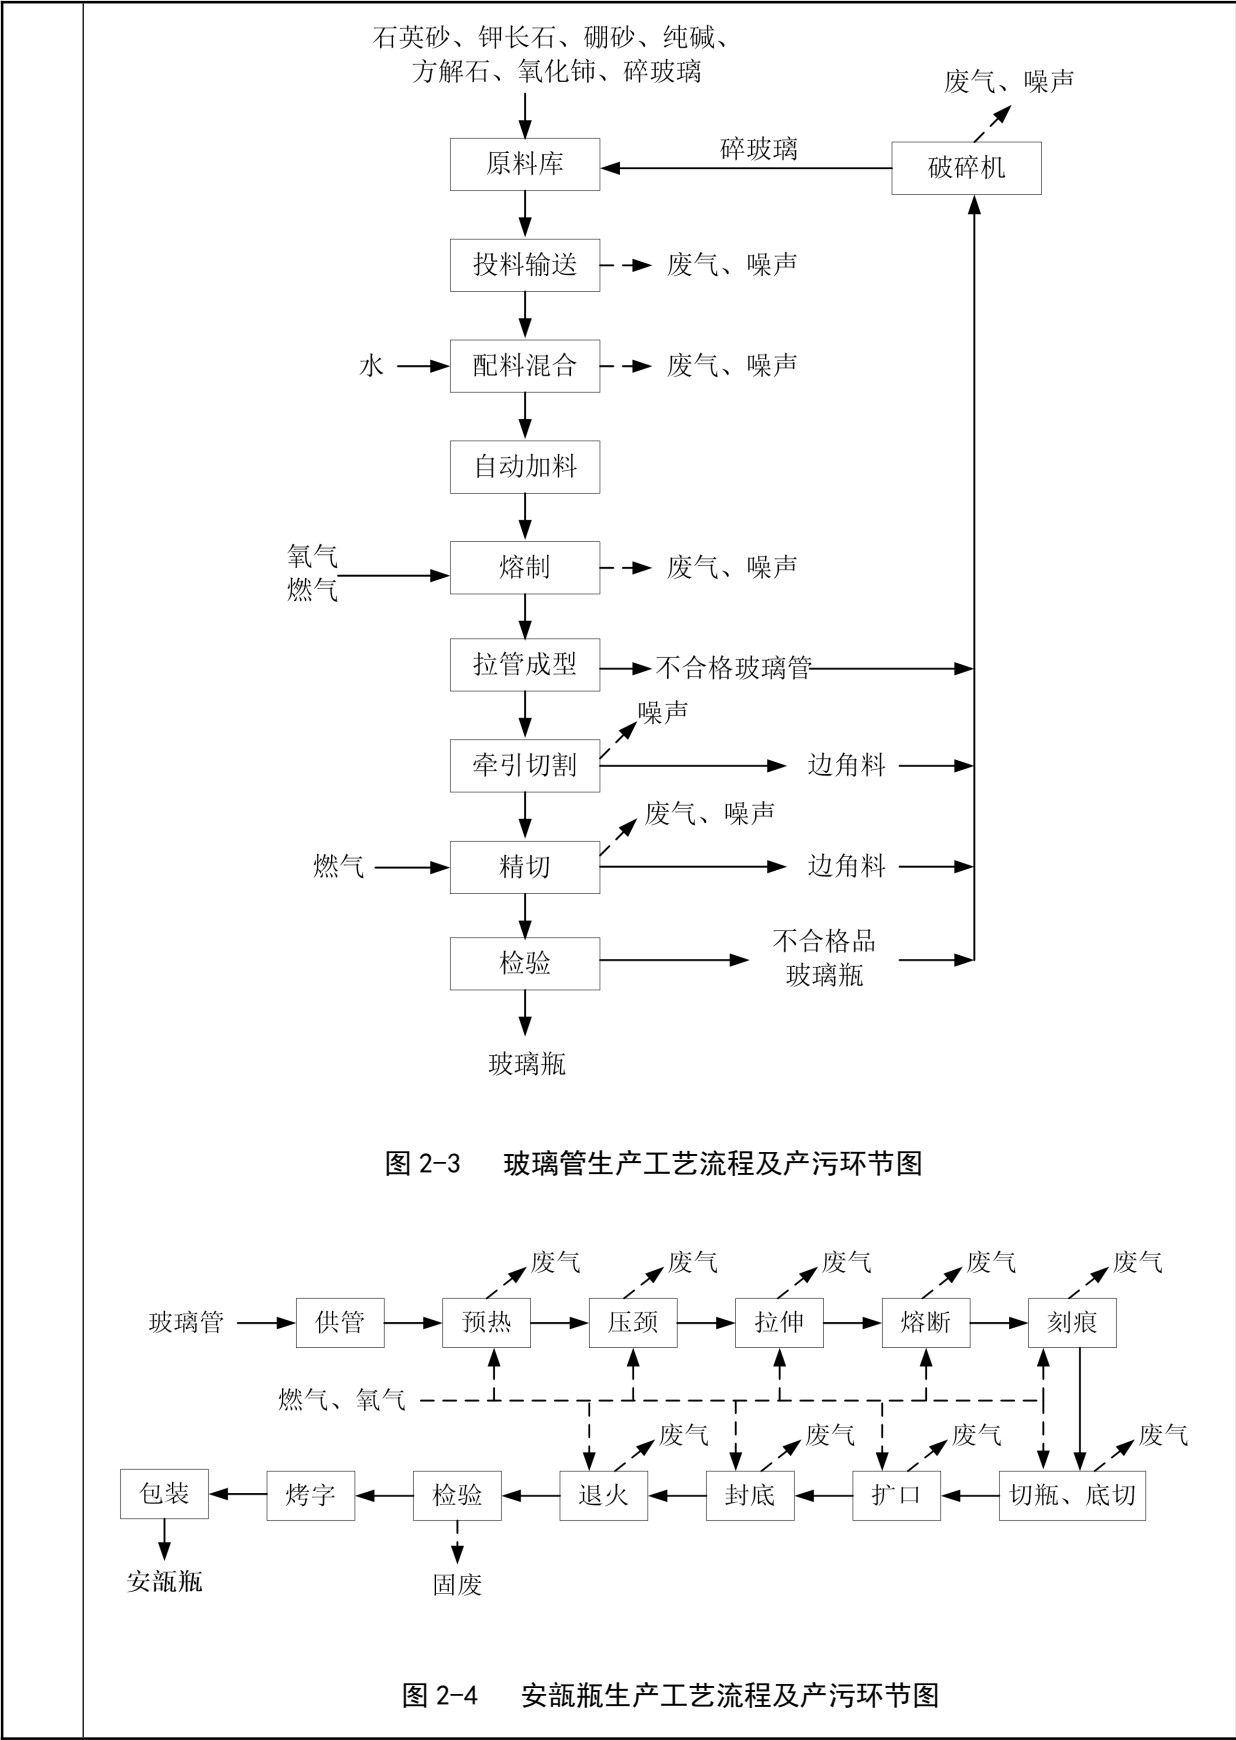 石英砂、钾长石、硼砂、纯碱、
方解石、氧化铈、碎玻璃
废气、噪声
原料库
碎玻璃
破碎机
投料输送
废气、噪声
水
配料混合
废气、噪声
自动加料
氧气
燃气
熔制
废气、噪声
拉管成型
不合格玻璃管
噪声
牵引切割
边角料
废气、噪声
燃气
精切
边角料
检验
不合格品
玻璃瓶
玻璃瓶
图 2-3 玻璃管生产工艺流程及产污环节图
废气
废气
废气
废气
废气
玻璃管
供管
预热
压颈
拉伸
熔断
刻痕
燃气、氧气
废气
废气
废气
废气
包装
烤字
检验
退火
封底
扩口
切瓶、底切
安瓿瓶
固废
图 2-4 安瓿瓶生产工艺流程及产污环节图